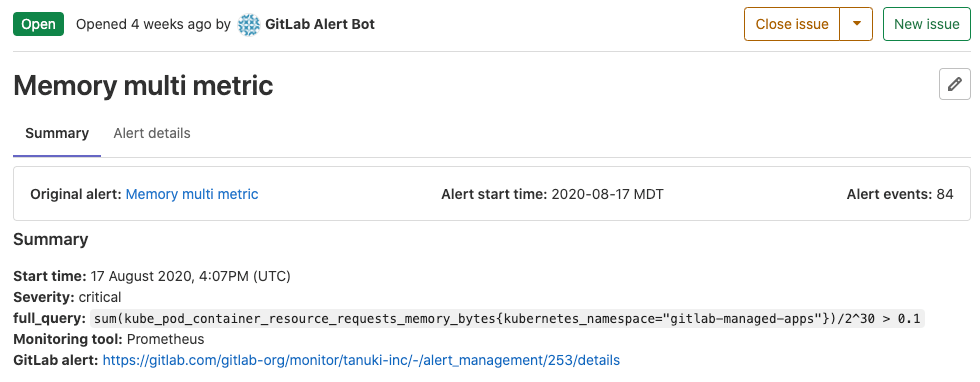 Open Opened 4 weeks ago by GitLab Alert Bot Close issue New issue
Memory multi metric
Summary Alert details
Original alert: Memory multi metric Alert start time: 2020-08-17 MDT Alert events: 84
Summary
Start time: 17 August 2020, 4:07PM (UTC)
Severity: critical
full_query: sum(kube_pod_container_resource_requests_memory_bytes{kubernetes_namespace="gitlab-managed-apps"})/2^30 > 0.1
Monitoring tool: Prometheus
GitLab alert: https://gitlab.com/gitlab-org/monitor/tanuki-inc/-/alert_management/253/details